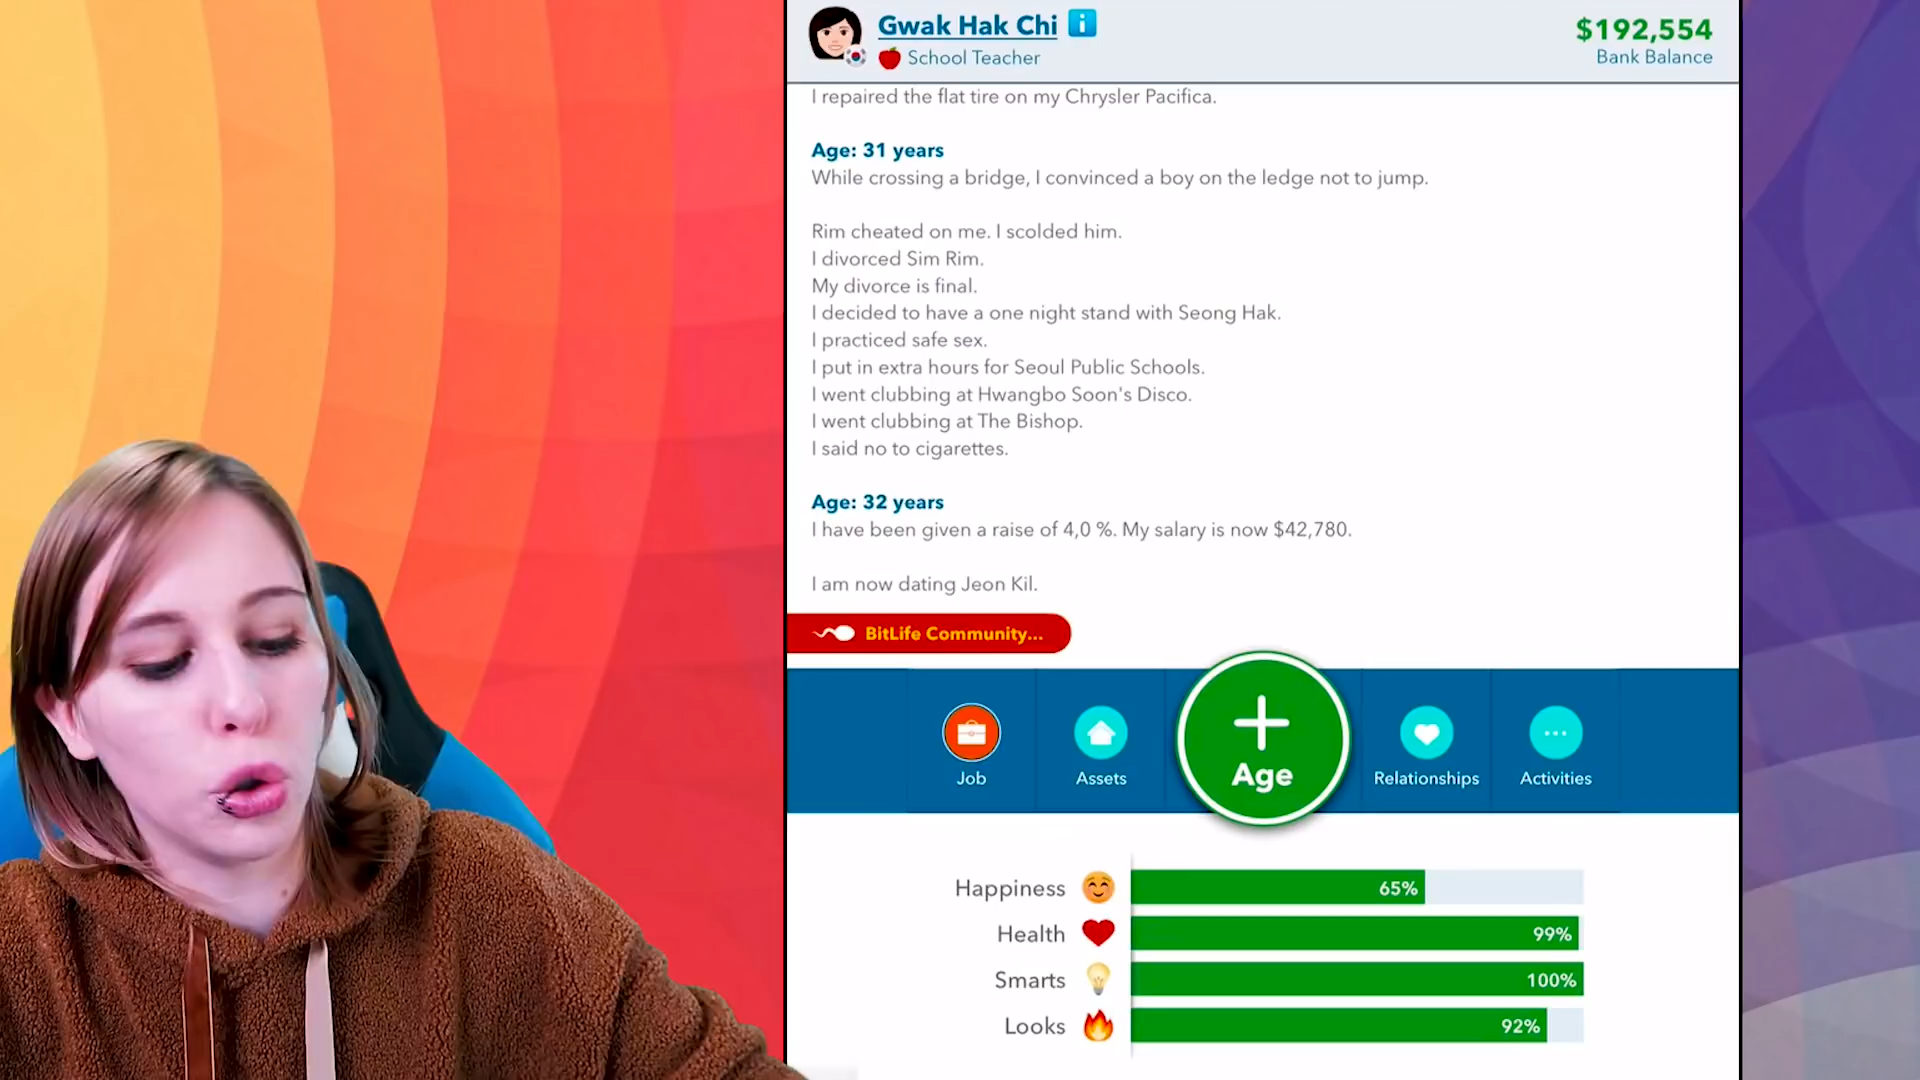 Gwak Hak Chi
School Teacher
$192,554
Bank Balance
I repaired the flat tire on my Chrysler Pacifica.
Age: 31 years
While crossing a bridge, I convinced a boy on the ledge not to jump.
Rim cheated on me. I scolded him.
I divorced Sim Rim.
My divorce is final.
I decided to have a one night stand with Seong Hak.
I practiced safe sex.
I put in extra hours for Seoul Public Schools.
I went clubbing at Hwangbo Soon's Disco.
I went clubbing at The Bishop.
I said no to cigarettes.
Age: 32 years
I have been given a raise of 4,0 %. My salary is now $42,780.
I am now dating Jeon Kil.
BitLife Community...
Job
Assets
Age
Relationships
Activities
Happiness 65%
Health 99%
Smarts 100%
Looks 92%